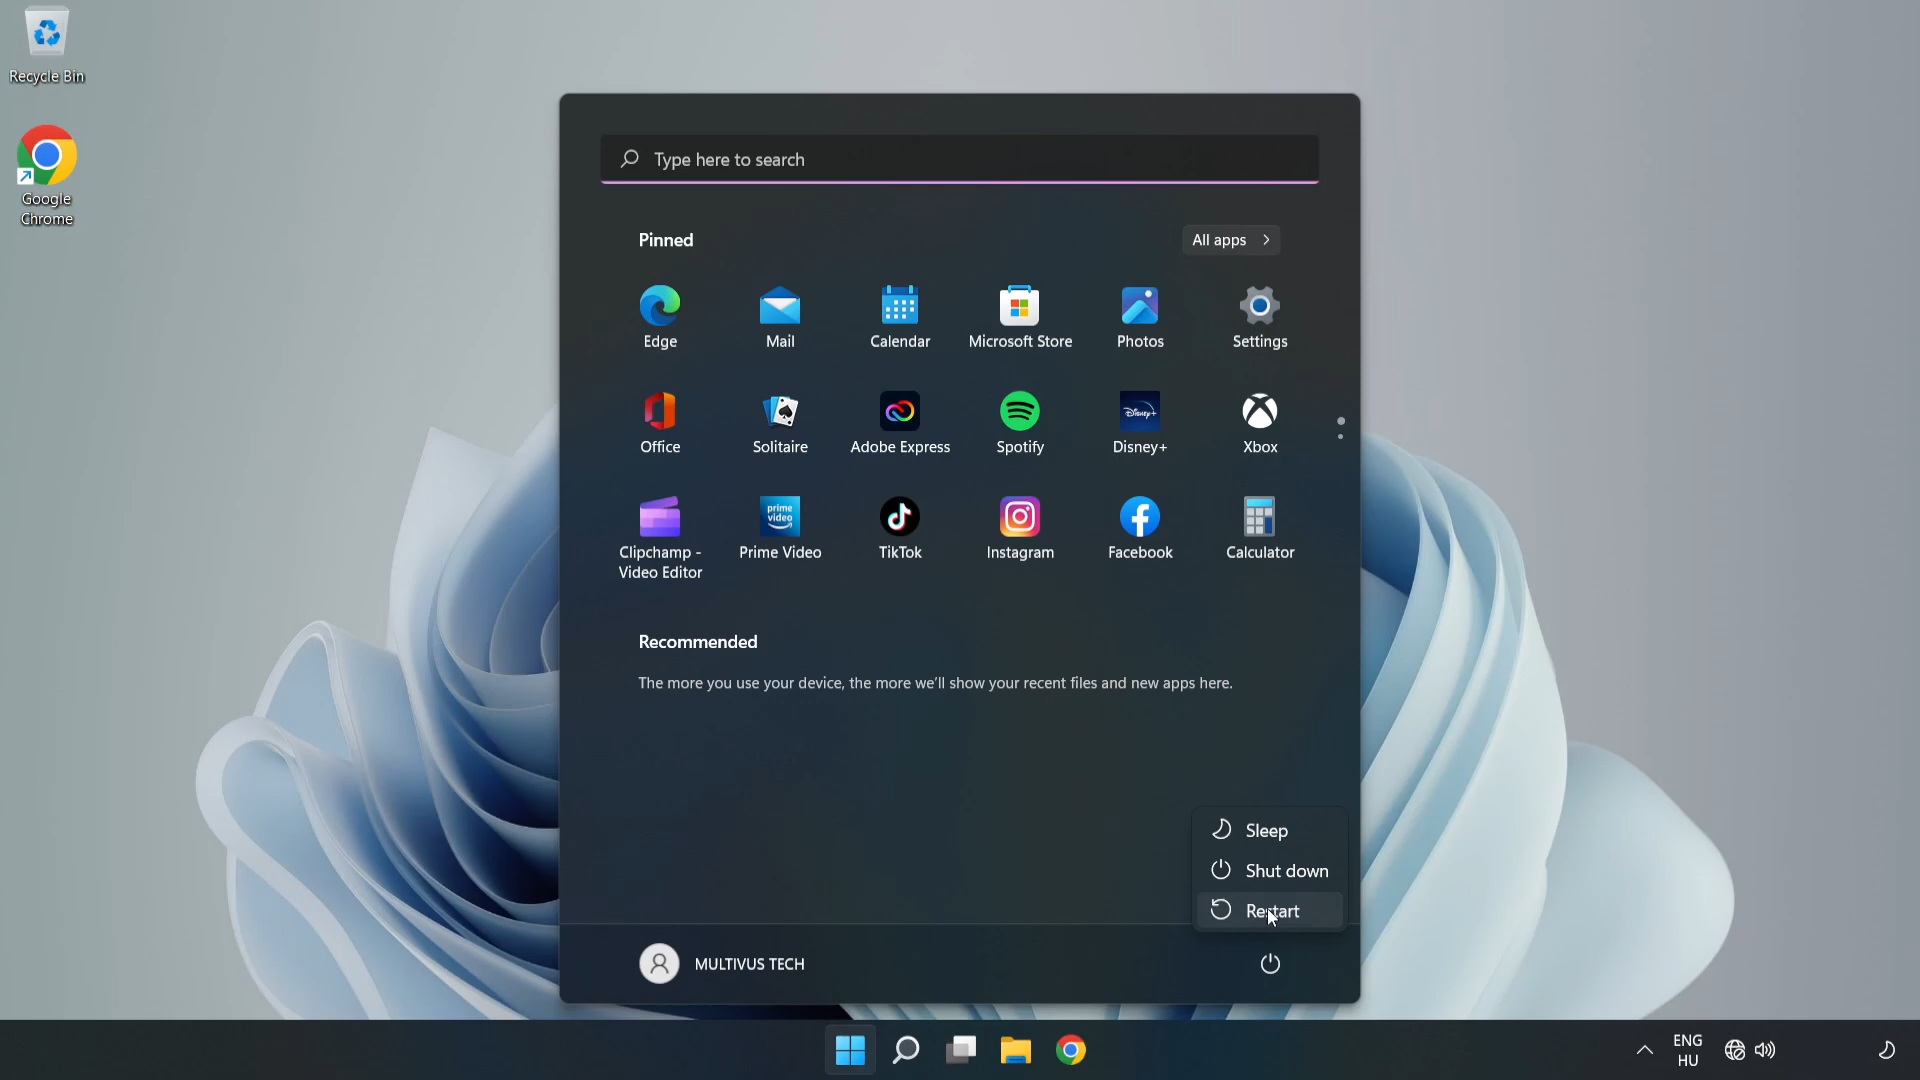 Recycle Bin
Google
Chrome
Type here to search
Pinned
All apps
Edge
Mail
Calendar
Microsoft Store
Photos
Settings
Office
Solitaire
Adobe Express
Spotify
Disney+
Disney+
Xbox
prime
video
Clipchamp -
Video Editor
Prime Video
TikTok
Instagram
Facebook
Calculator
Recommended
The more you use your device, the more we'll show your recent files and new apps here.
Sleep
Shut down
Restart
MULTIVUS TECH
ENG
HU